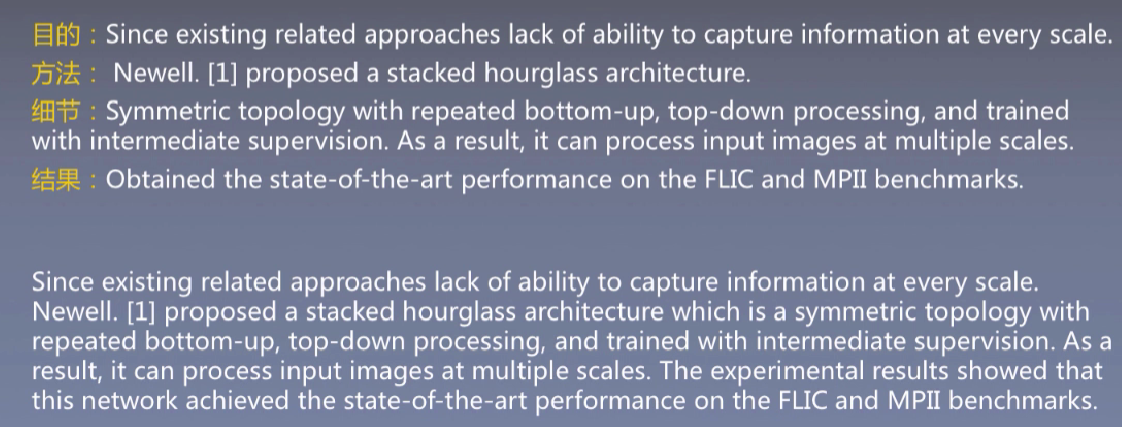 目的：Since existing related approaches lack of ability to capture information at every scale.
方法： Newell. [1] proposed a stacked hourglass architecture.
细节：Symmetric topology with repeated bottom-up, top-down processing, and trained
with intermediate supervision. As a result, it can process input images at multiple scales.
结果：Obtained the state-of-the-art performance on the FLIC and MPII benchmarks.
Since existing related approaches lack of ability to capture information at every scale.
Newell. [1] proposed a stacked hourglass architecture which is a symmetric topology with
repeated bottom-up, top-down processing, and trained with intermediate supervision. As a
result, it can process input images at multiple scales. The experimental results showed that
this network achieved the state-of-the-art performance on the FLIC and MPII benchmarks.